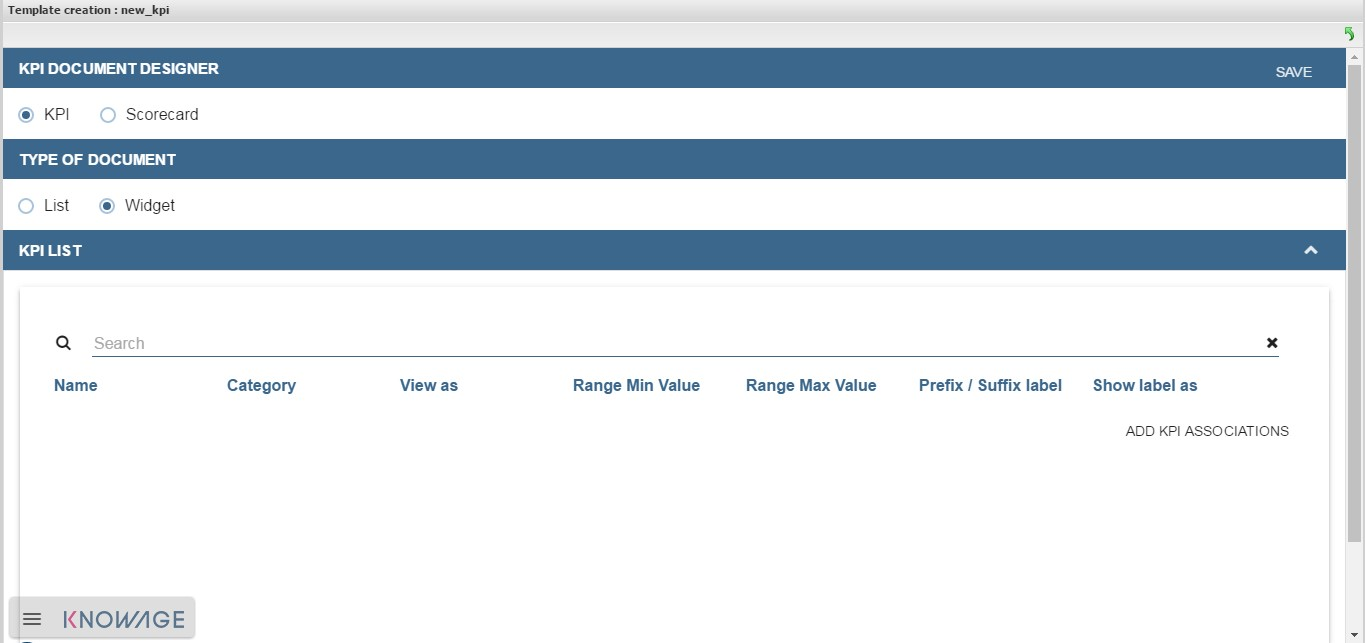 Template creation : new_kpi
KPI DOCUMENT DESIGNER
SAVE
KPI Scorecard
TYPE OF DOCUMENT
List Widget
KPI LIST
Search
Name Category View as Range Min Value Range Max Value Prefix / Suffix label Show label as
ADD KPI ASSOCIATIONS
KNOWAGE